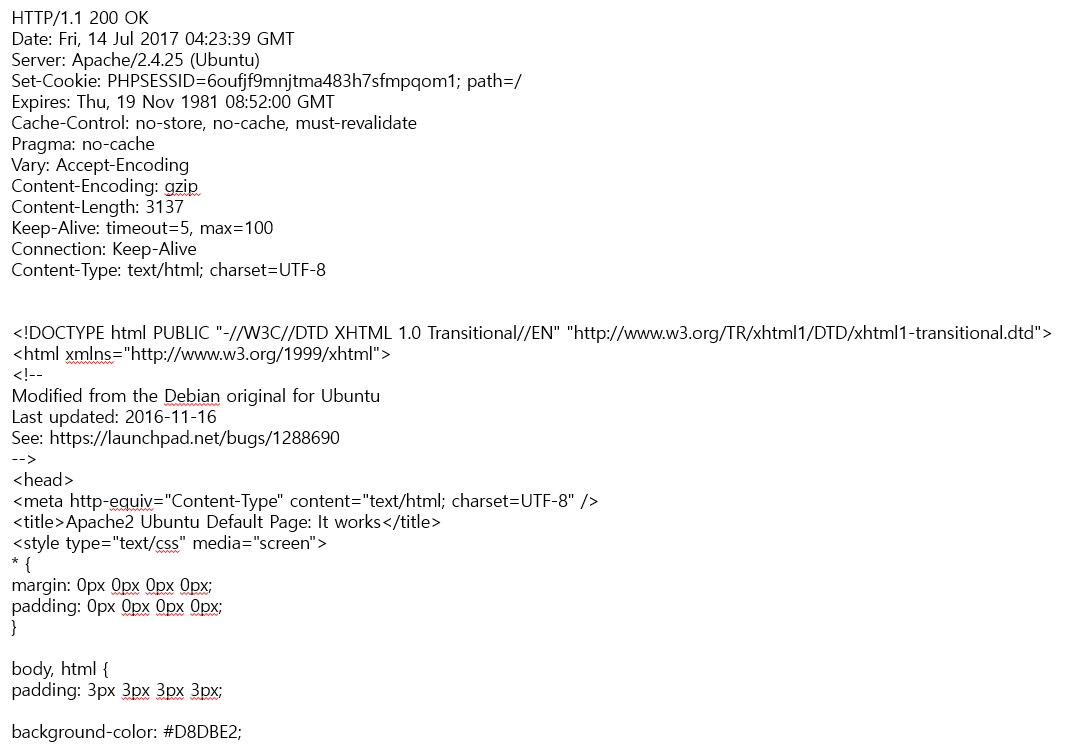 HTTP/1.1 200 OK
Date: Fri, 14 Jul 2017 04:23:39 GMT
Server: Apache/2.4.25 (Ubuntu)
Set-Cookie: PHPSESSID=6oufjf9mnjtma483h7sfmpqom1; path=/
Expires: Thu, 19 Nov 1981 08:52:00 GMT
Cache-Control: no-store, no-cache, must-revalidate
Pragma: no-cache
Vary: Accept-Encoding
Content-Encoding: gzip
Content-Length: 3137
Keep-Alive: timeout=5, max=100
Connection: Keep-Alive
Content-Type: text/html; charset=UTF-8
<!DOCTYPE html PUBLIC "-//W3C//DTD XHTML 1.0 Transitional//EN" "http://www.w3.org/TR/xhtml1/DTD/xhtml1-transitional.dtd">
<html xmlns="http://www.w3.org/1999/xhtml">
<!--
Modified from the Debian original for Ubuntu
Last updated: 2016-11-16
See: https://launchpad.net/bugs/1288690
-->
<head>
<meta http-equiv="Content-Type" content="text/html; charset=UTF-8" />
<title>Apache2 Ubuntu Default Page: It works</title>
<style type="text/css" media="screen">
* {
margin: 0px 0px 0px 0px;
padding: 0px 0px 0px 0px;
}
body, html {
padding: 3px 3px 3px 3px;
background-color: #D8DBE2;